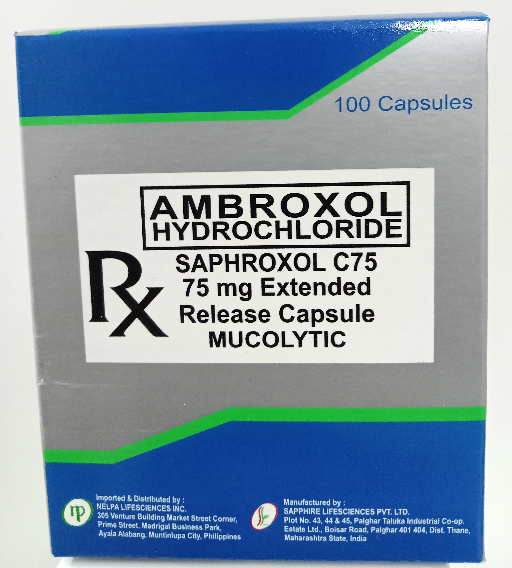 100 Capsules
AMBROXOL
HYDROCHLORIDE
Rx
SAPHROXOL C75
75 mg Extended
Release Capsule
MUCOLYTIC
Imported & Distributed by :
NELPA LIFESCIENCES INC.
305 Venture Building Market Street Corner,
Prime Street, Madrigal Business Park,
Ayala Alabang, Muntinlupa City, Philippines
Manufactured by :
SAPPHIRE LIFESCIENCES PVT. LTD.
Plot No. 43, 44 & 45, Palghar Taluka Industrial Co-op.
Estate Ltd., Boisar Road, Palghar 401 404, Dist. Thane,
Maharashtra State, India